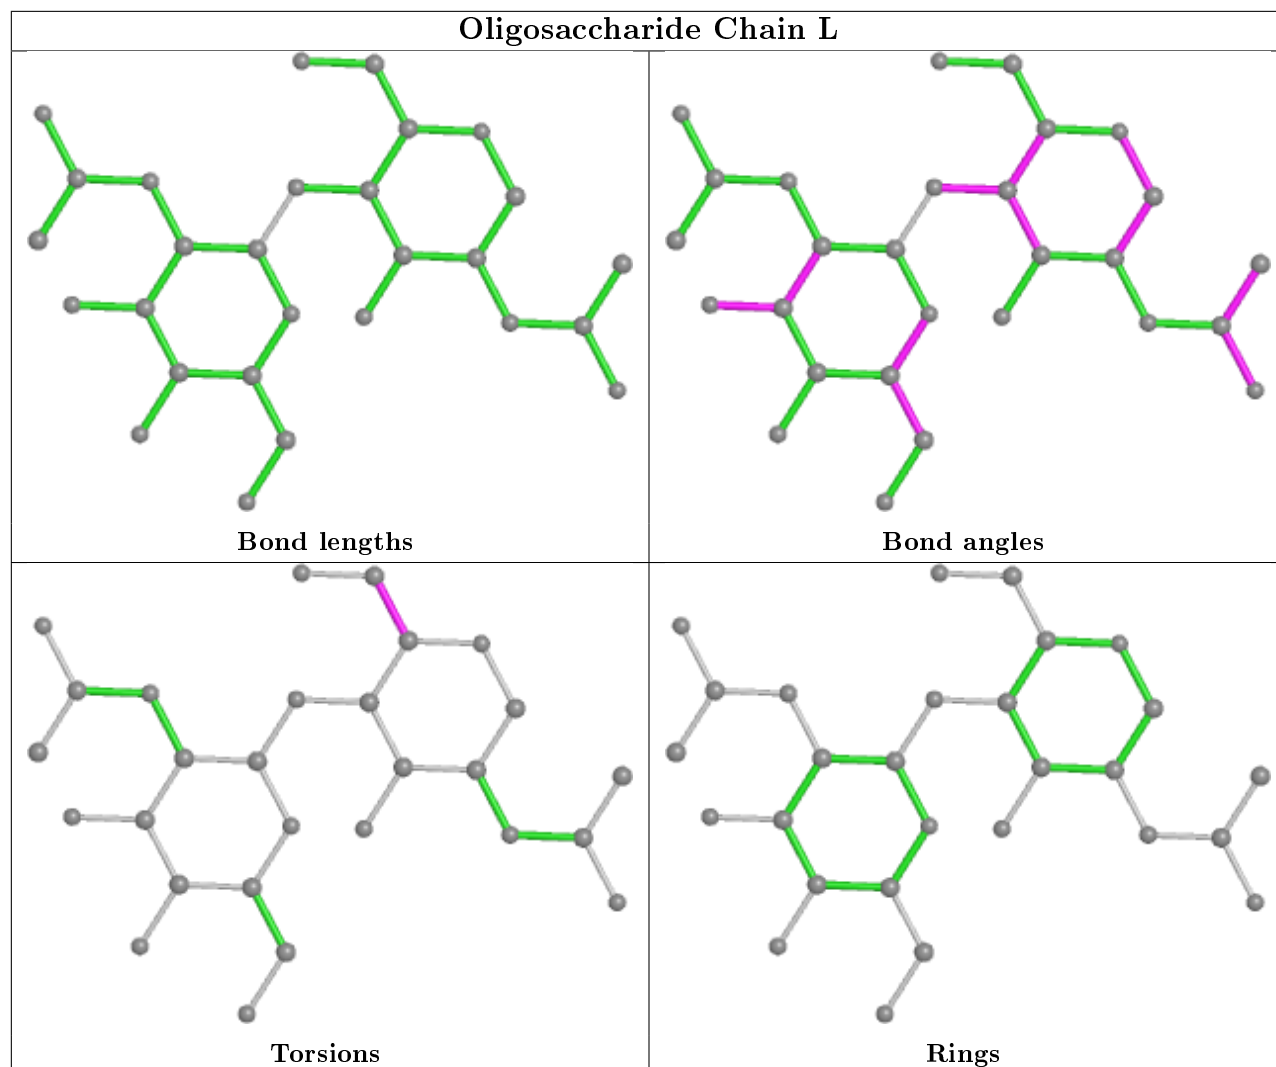 Oligosaccharide Chain L
Bond lengths
Bond angles
Torsions
Rings